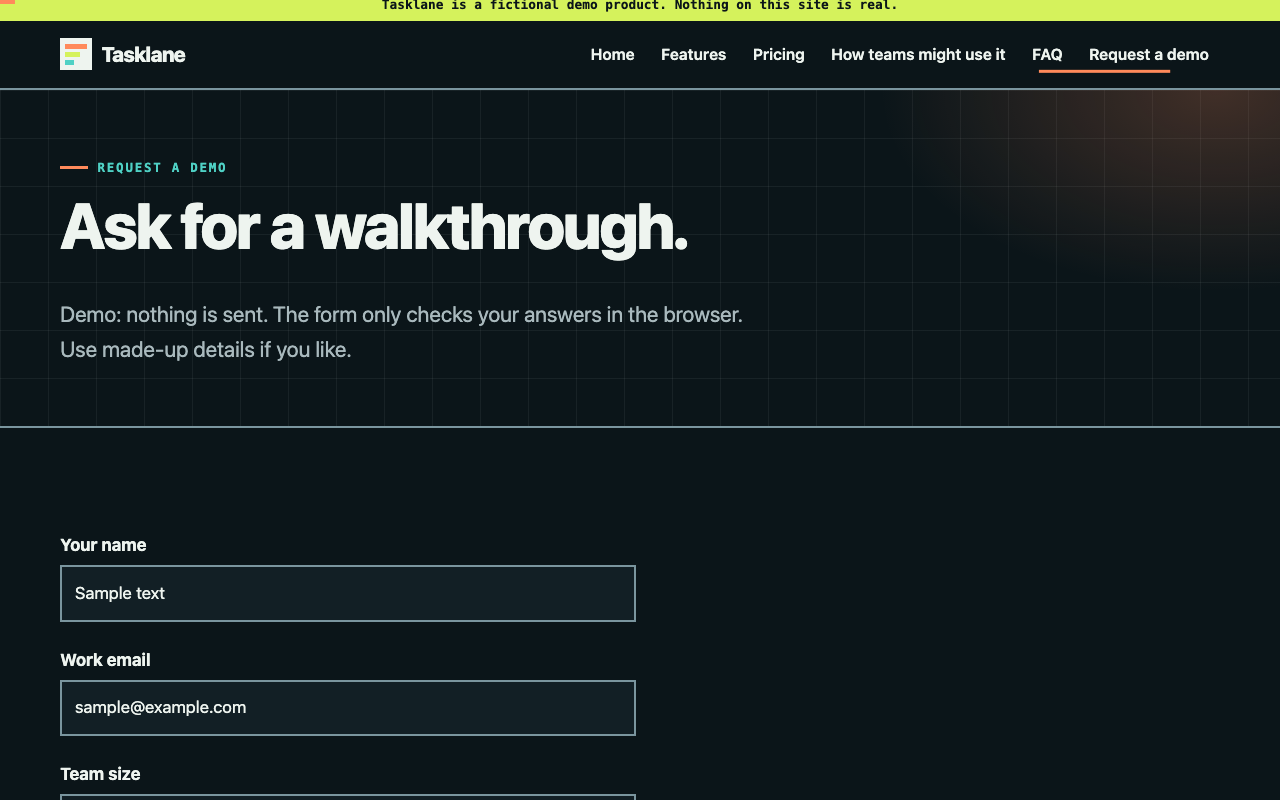 Tasklane is a fictional demo product. Nothing on this site is real.
Tasklane
Home Features Pricing How teams might use it FAQ Request a demo
REQUEST A DEMO
Ask for a walkthrough.
Demo: nothing is sent. The form only checks your answers in the browser.
Use made-up details if you like.
Your name
Sample text
Work email
sample@example.com
Team size